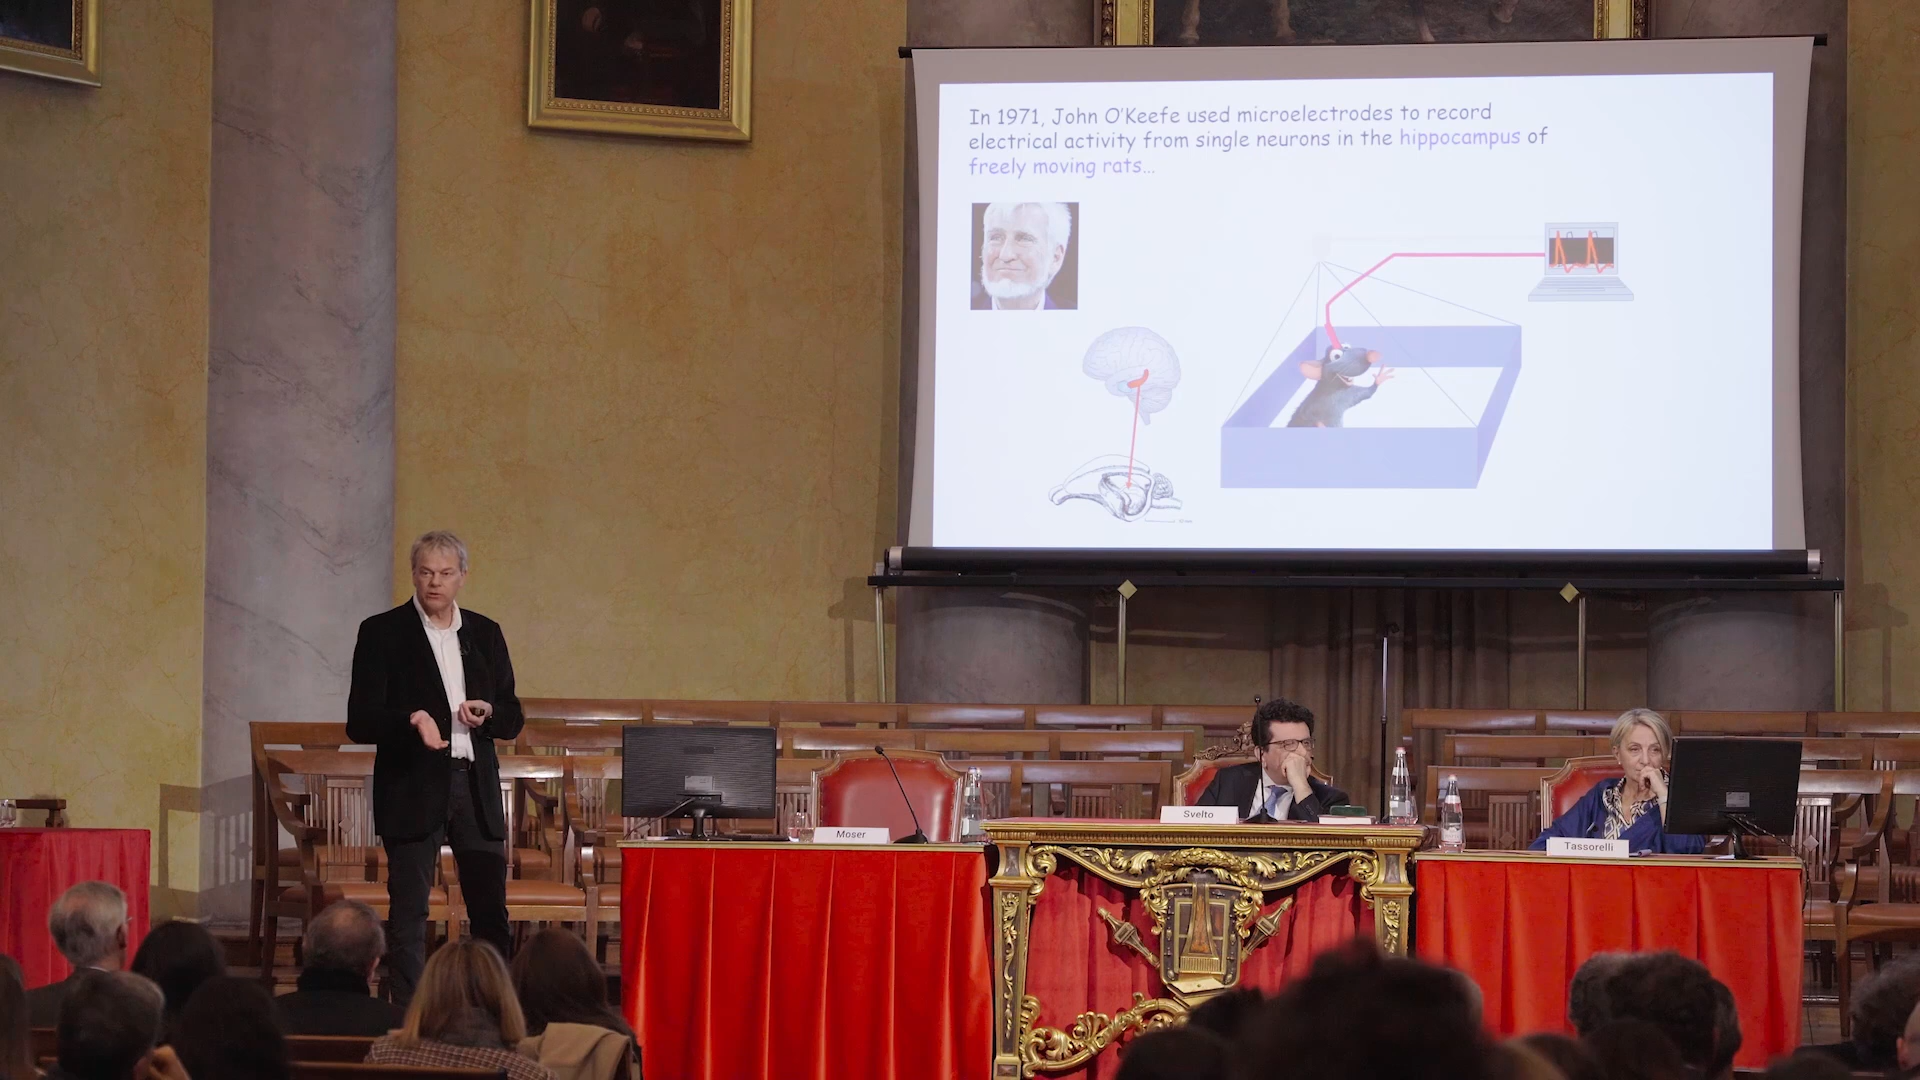 In 1971, John O'Keefe used microelectrodes to record
electrical activity from single neurons in the hippocampus of
freely moving rats...
Moser
Svelto
Tassorelli